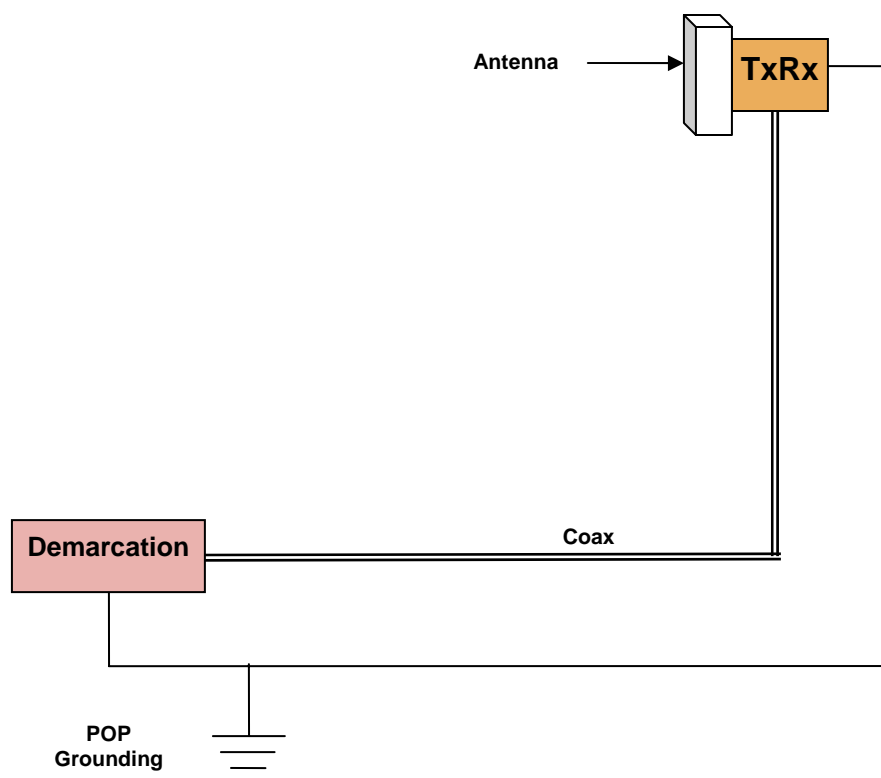 Antenna
TxRx
Demarcation
Coax
POP
Grounding